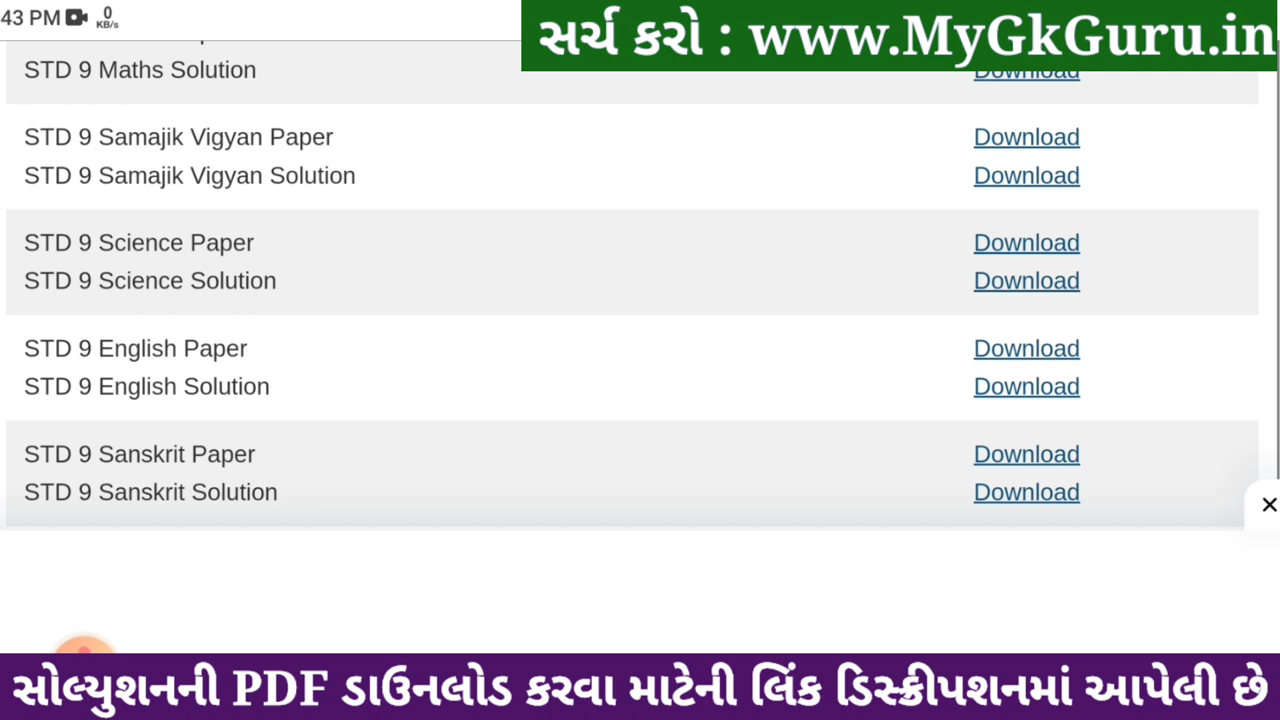 43 PM 0 KB/s
સર્ચ કરો : www.MyGkGuru.in
STD 9 Maths Solution Download
STD 9 Samajik Vigyan Paper Download
STD 9 Samajik Vigyan Solution Download
STD 9 Science Paper Download
STD 9 Science Solution Download
STD 9 English Paper Download
STD 9 English Solution Download
STD 9 Sanskrit Paper Download
STD 9 Sanskrit Solution Download
સોલ્યુશનની PDF ડાઉનલોડ કરવા માટેની લિંક ડિસ્ક્રીપશનમાં આપેલી છે